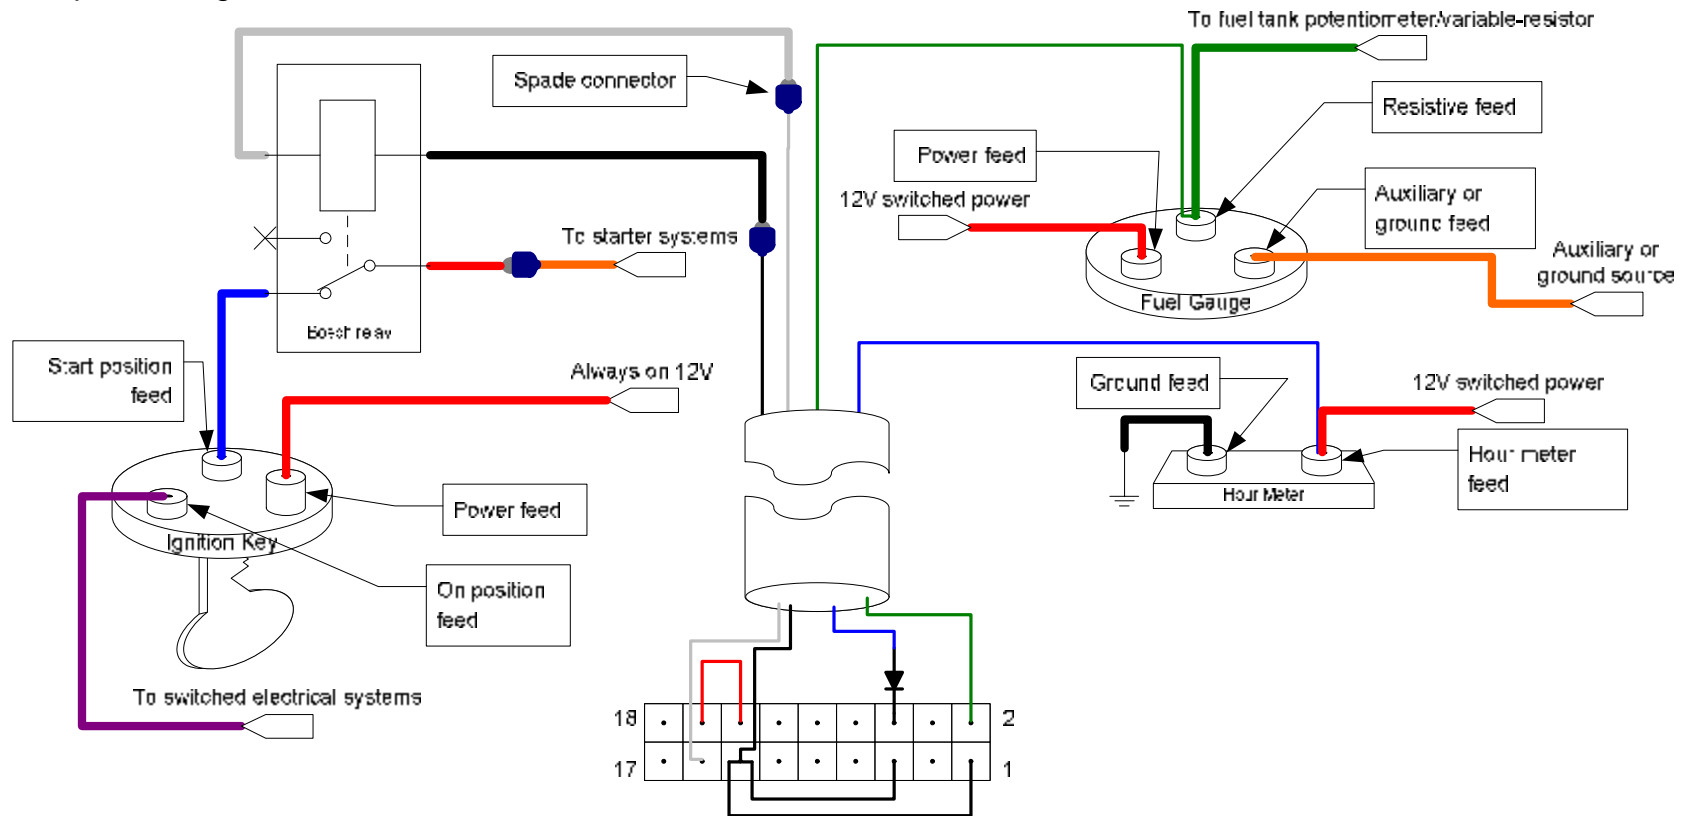 To fuel tank potentiometer/variable-resistor
Spade connector
Resistive feed
Power feed
12V switched power
Auxiliary or
ground feed
To starter systems
Auxiliary or
ground source
Fuel Gauge
Bosch relay
Start position
feed
Always on 12V
Ground feed
12V switched power
Hour meter
feed
Hour Meter
Power feed
Ignition Key
On position
feed
To switched electrical systems
18
2
17
1